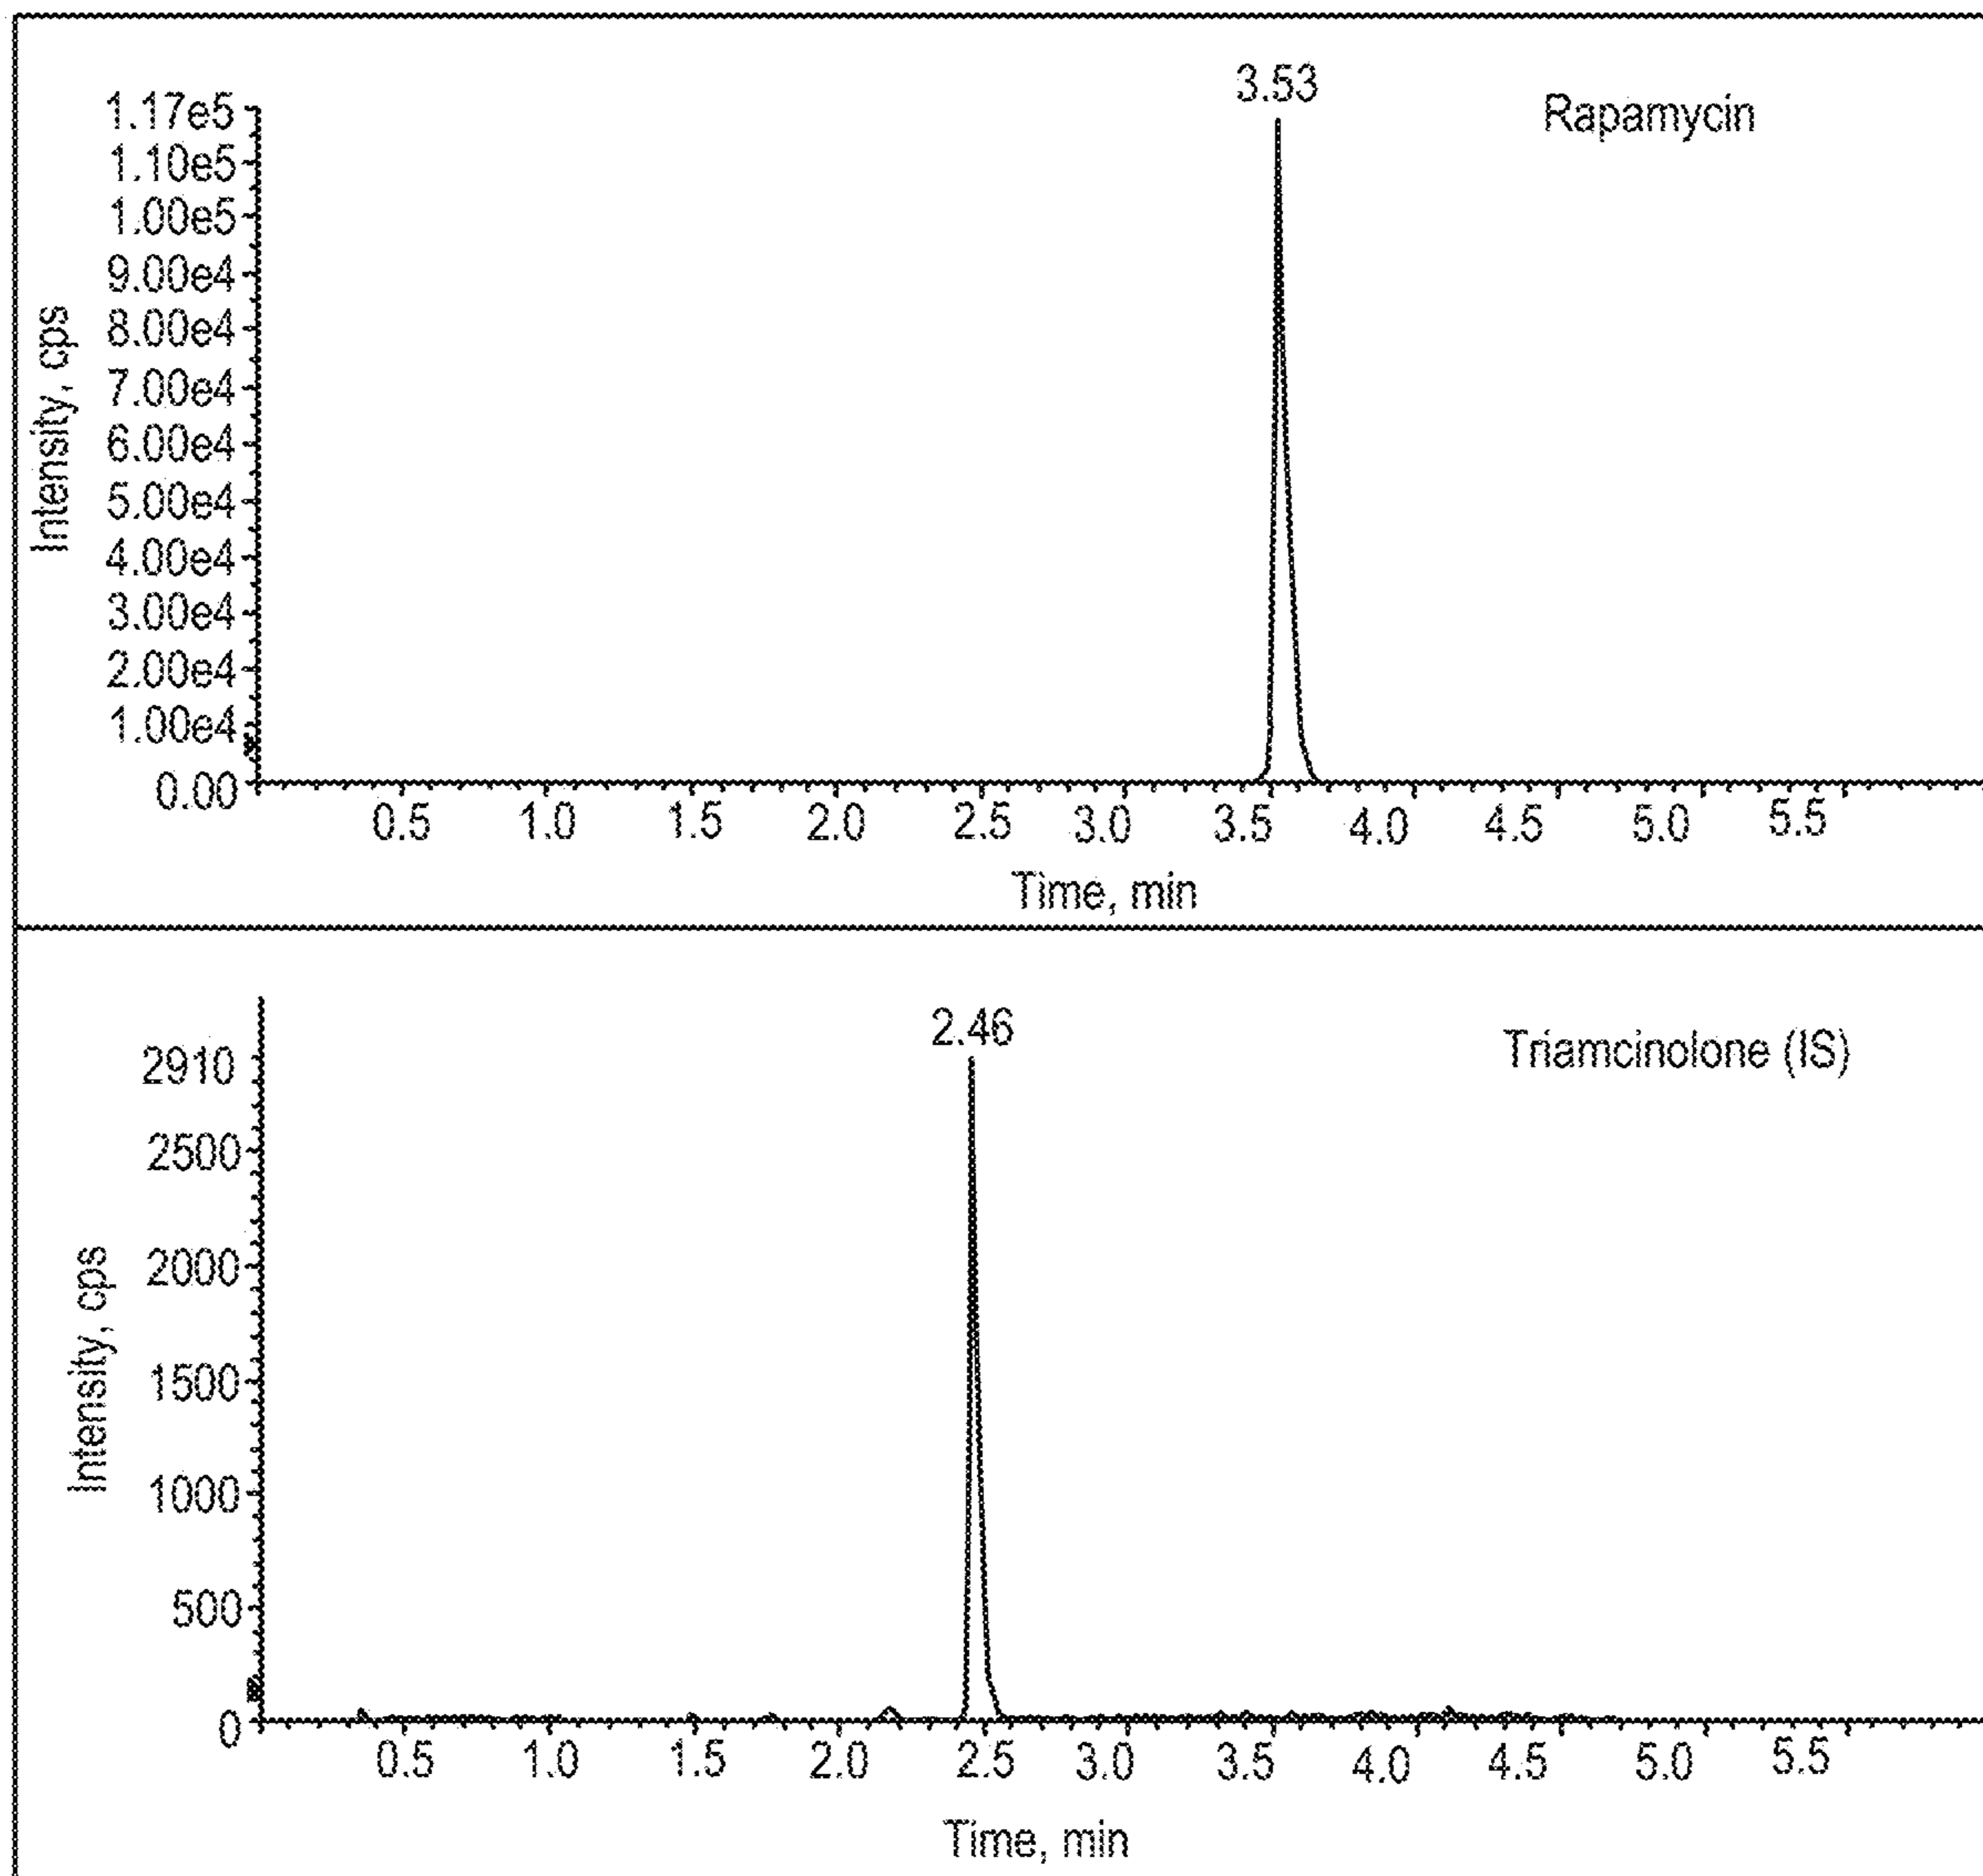 3.53
Rapamycin
1.17e5
1.10e5
1.00e5
9.00e4
8.00e4
7.00e4
6.00e4
5.00e4
4.00e4
3.00e4
2.00e4
1.00e4
0.00
Intensity, cps
0.5 1.0 1.5 2.0 2.5 3.0 3.5 4.0 4.5 5.0 5.5
Time, min
2.46
Triamcinolone (IS)
2910
2500
2000
1500
1000
500
0
Intensity, cps
0.5 1.0 1.5 2.0 2.5 3.0 3.5 4.0 4.5 5.0 5.5
Time, min